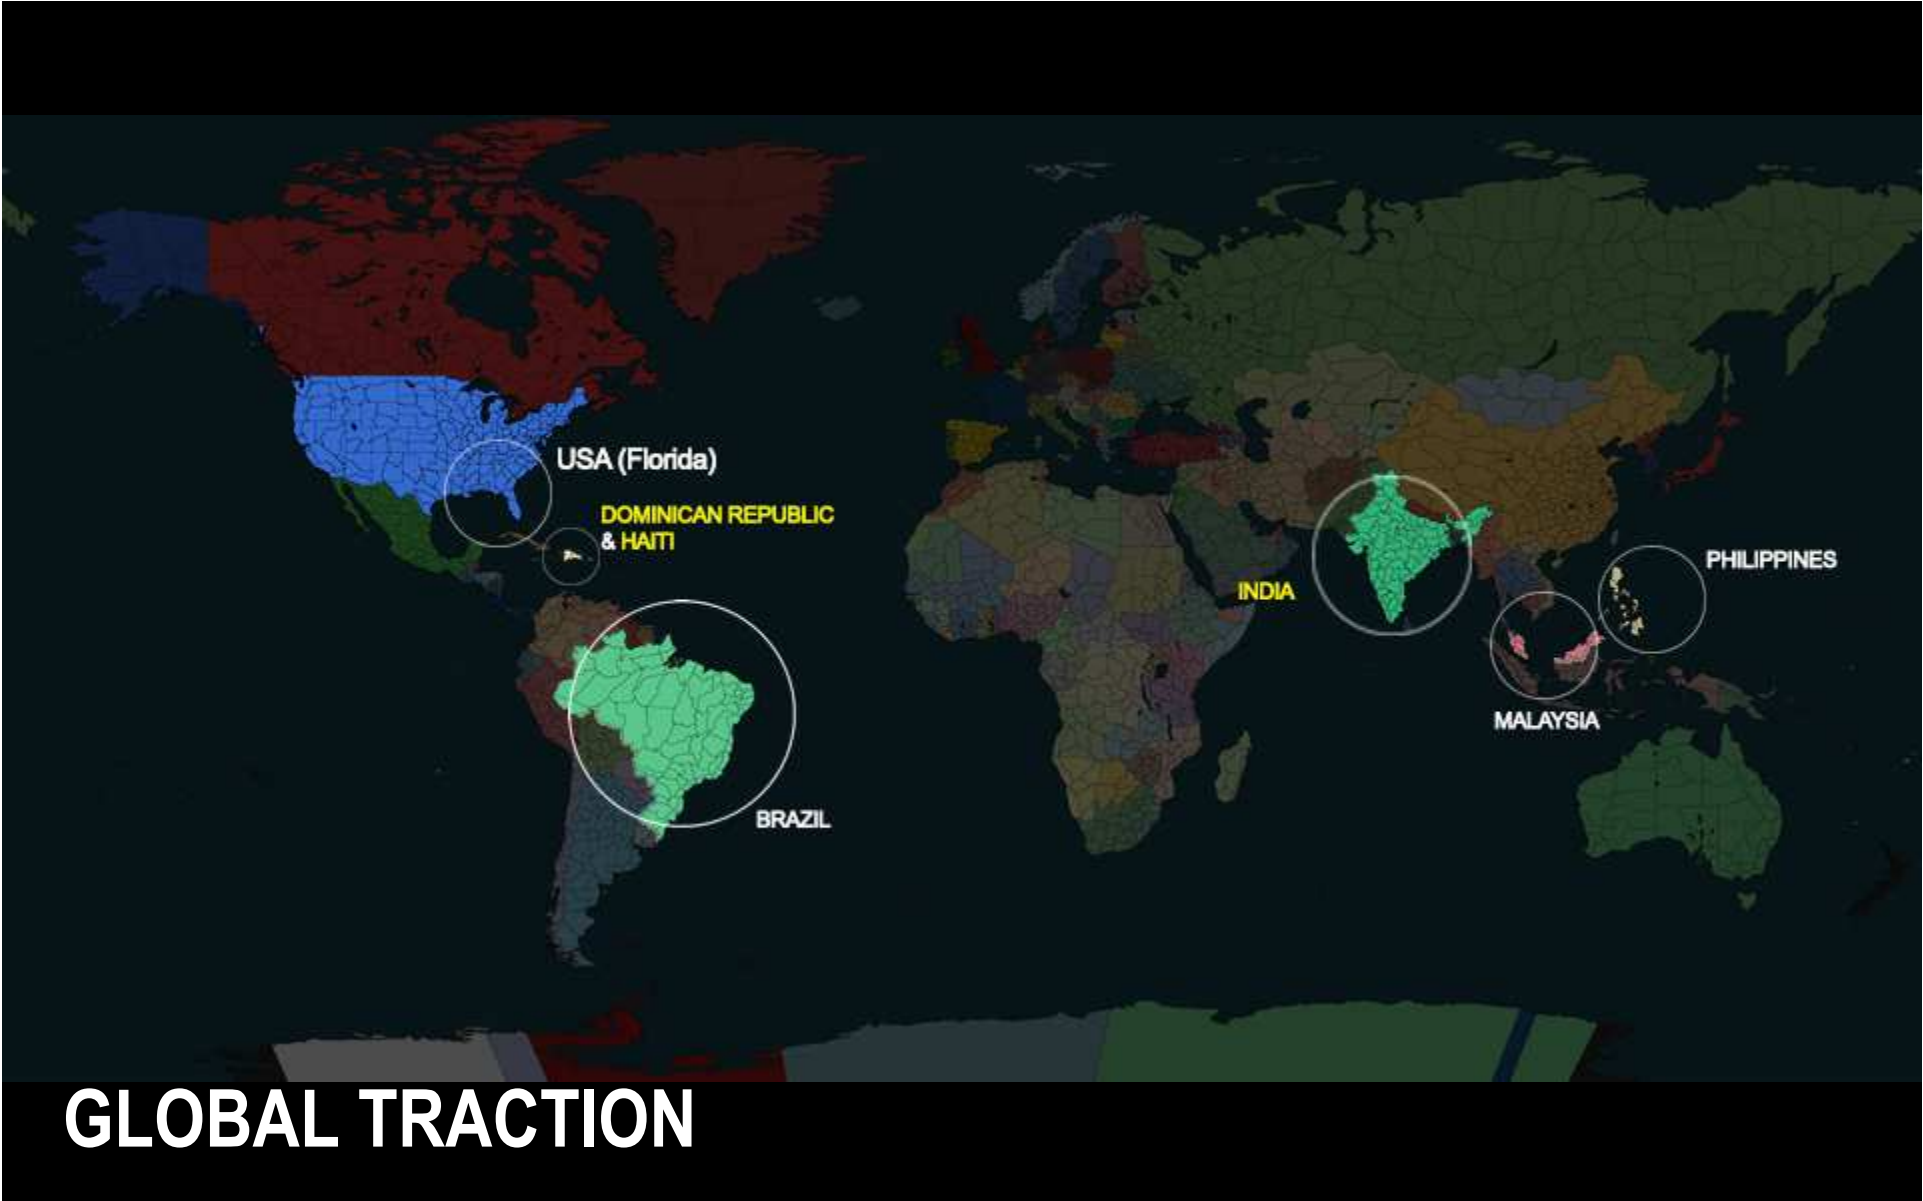 USA (Florida)
DOMINICAN REPUBLIC
& HAITI
PHILIPPINES
INDIA
MALAYSIA
BRAZIL
GLOBAL TRACTION